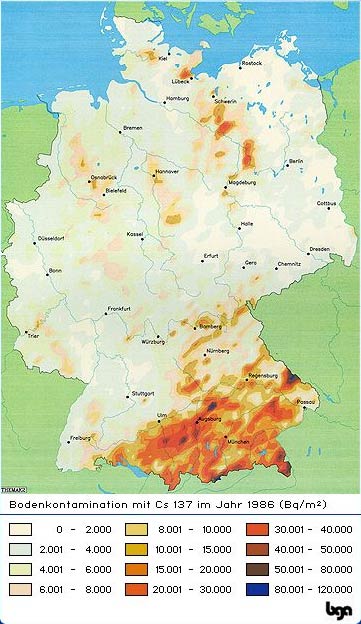 Kiel
Rostock
Lübeck
Schwerin
Hamburg
Bremen
Berlin
Osnabrück
Hannover
Bielefeld
Magdeburg
Cottbus
Halle
Düsseldorf
Kassel
Dresden
Erfurt
Gera
Chemnitz
Bonn
Frankfurt
Trier
Bamberg
Würzburg
Nürnberg
Regensburg
Stuttgart
Passau
Ulm
Augsburg
Freiburg
München
THEMAK2
Bodenkontamination mit Cs 137 im Jahr 1986 (Bq/m²)
0 - 2.000 8.001 - 10.000 30.001 - 40.000
2.001 - 4.000 10.001 - 15.000 40.001 - 50.000
4.001 - 6.000 15.001 - 20.000 50.001 - 80.000
6.001 - 8.000 20.001 - 30.000 80.001 - 120.000
bga